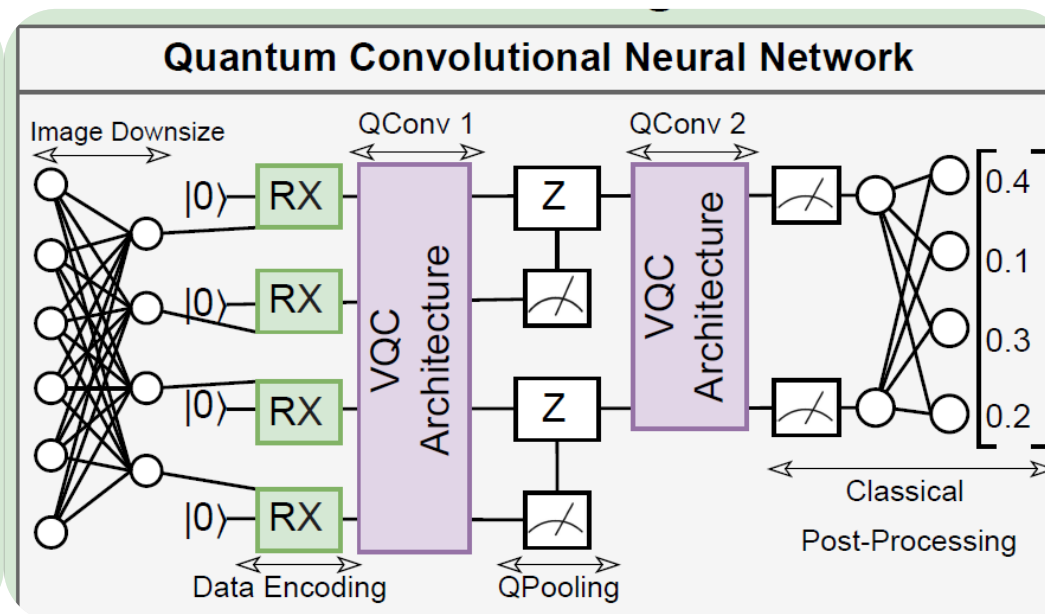 Quantum Convolutional Neural Network
Image Downsize
QConv 1
QConv 2
|0⟩
RX
|0⟩
RX
|0⟩
RX
|0⟩
RX
VQC
Architecture
Z
Z
VQC
Architecture
0.4
0.1
0.3
0.2
Data Encoding
QPooling
Classical
Post-Processing